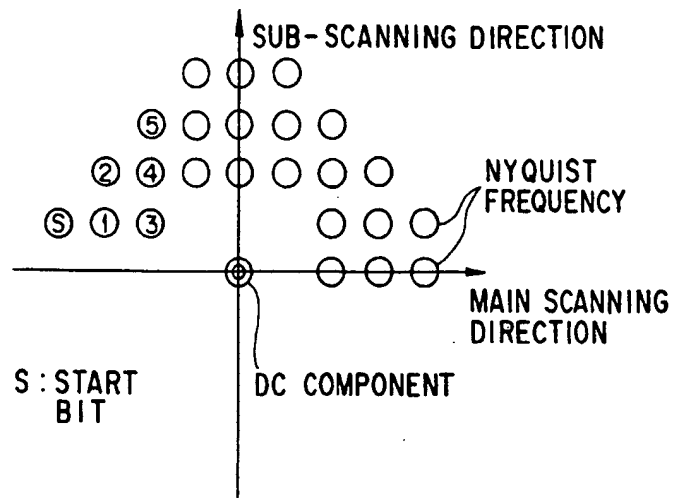 SUB-SCANNING DIRECTION
5
2 4
S 1 3
NYQUIST
FREQUENCY
MAIN SCANNING
DIRECTION
DC COMPONENT
S : START
BIT